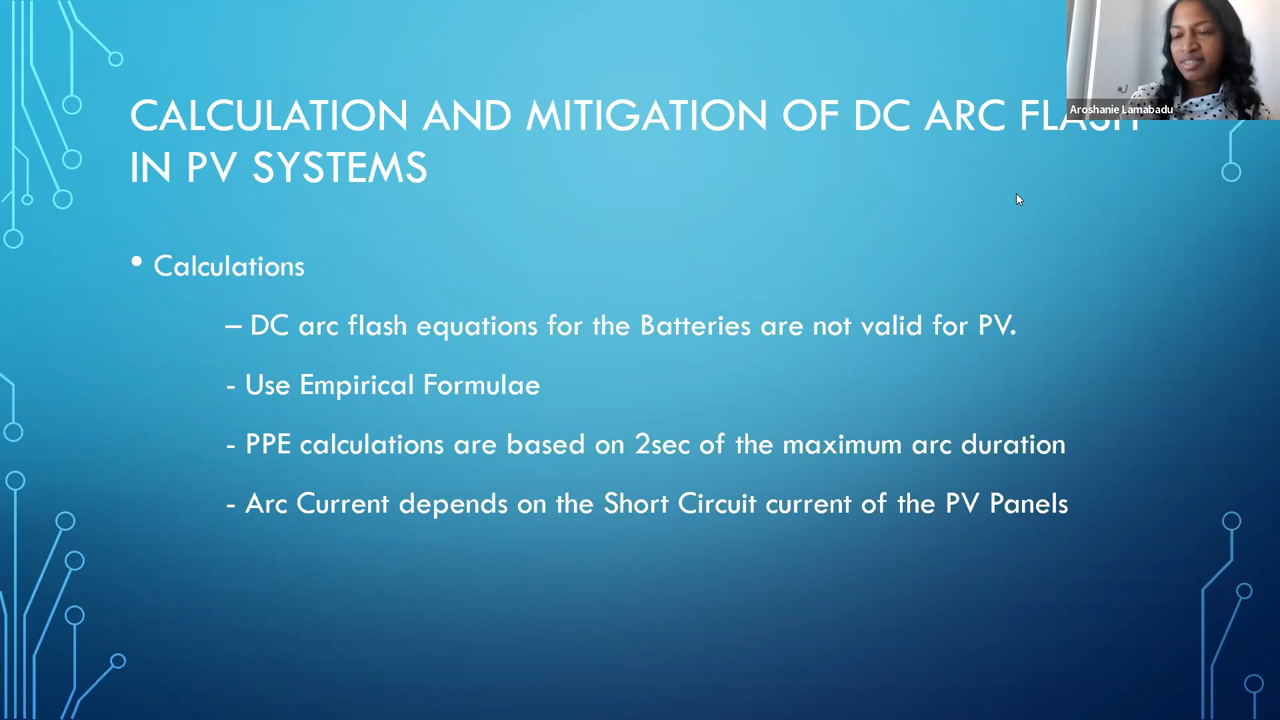 CALCULATION AND MITIGATION OF DC ARC FLASH
IN PV SYSTEMS
Aroshanie Lamabadu
• Calculations
– DC arc flash equations for the Batteries are not valid for PV.
- Use Empirical Formulae
- PPE calculations are based on 2sec of the maximum arc duration
- Arc Current depends on the Short Circuit current of the PV Panels